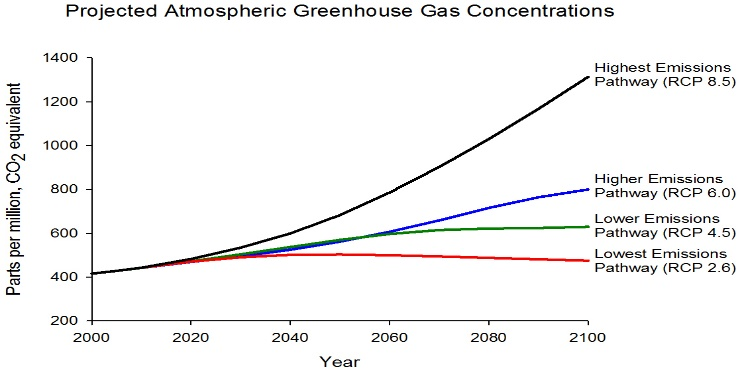 Projected Atmospheric Greenhouse Gas Concentrations
Parts per million, CO2 equivalent
1400
1200
1000
800
600
400
200
2000
2020
2040
2060
2080
2100
Year
Highest Emissions
Pathway (RCP 8.5)
Higher Emissions
Pathway (RCP 6.0)
Lower Emissions
Pathway (RCP 4.5)
Lowest Emissions
Pathway (RCP 2.6)